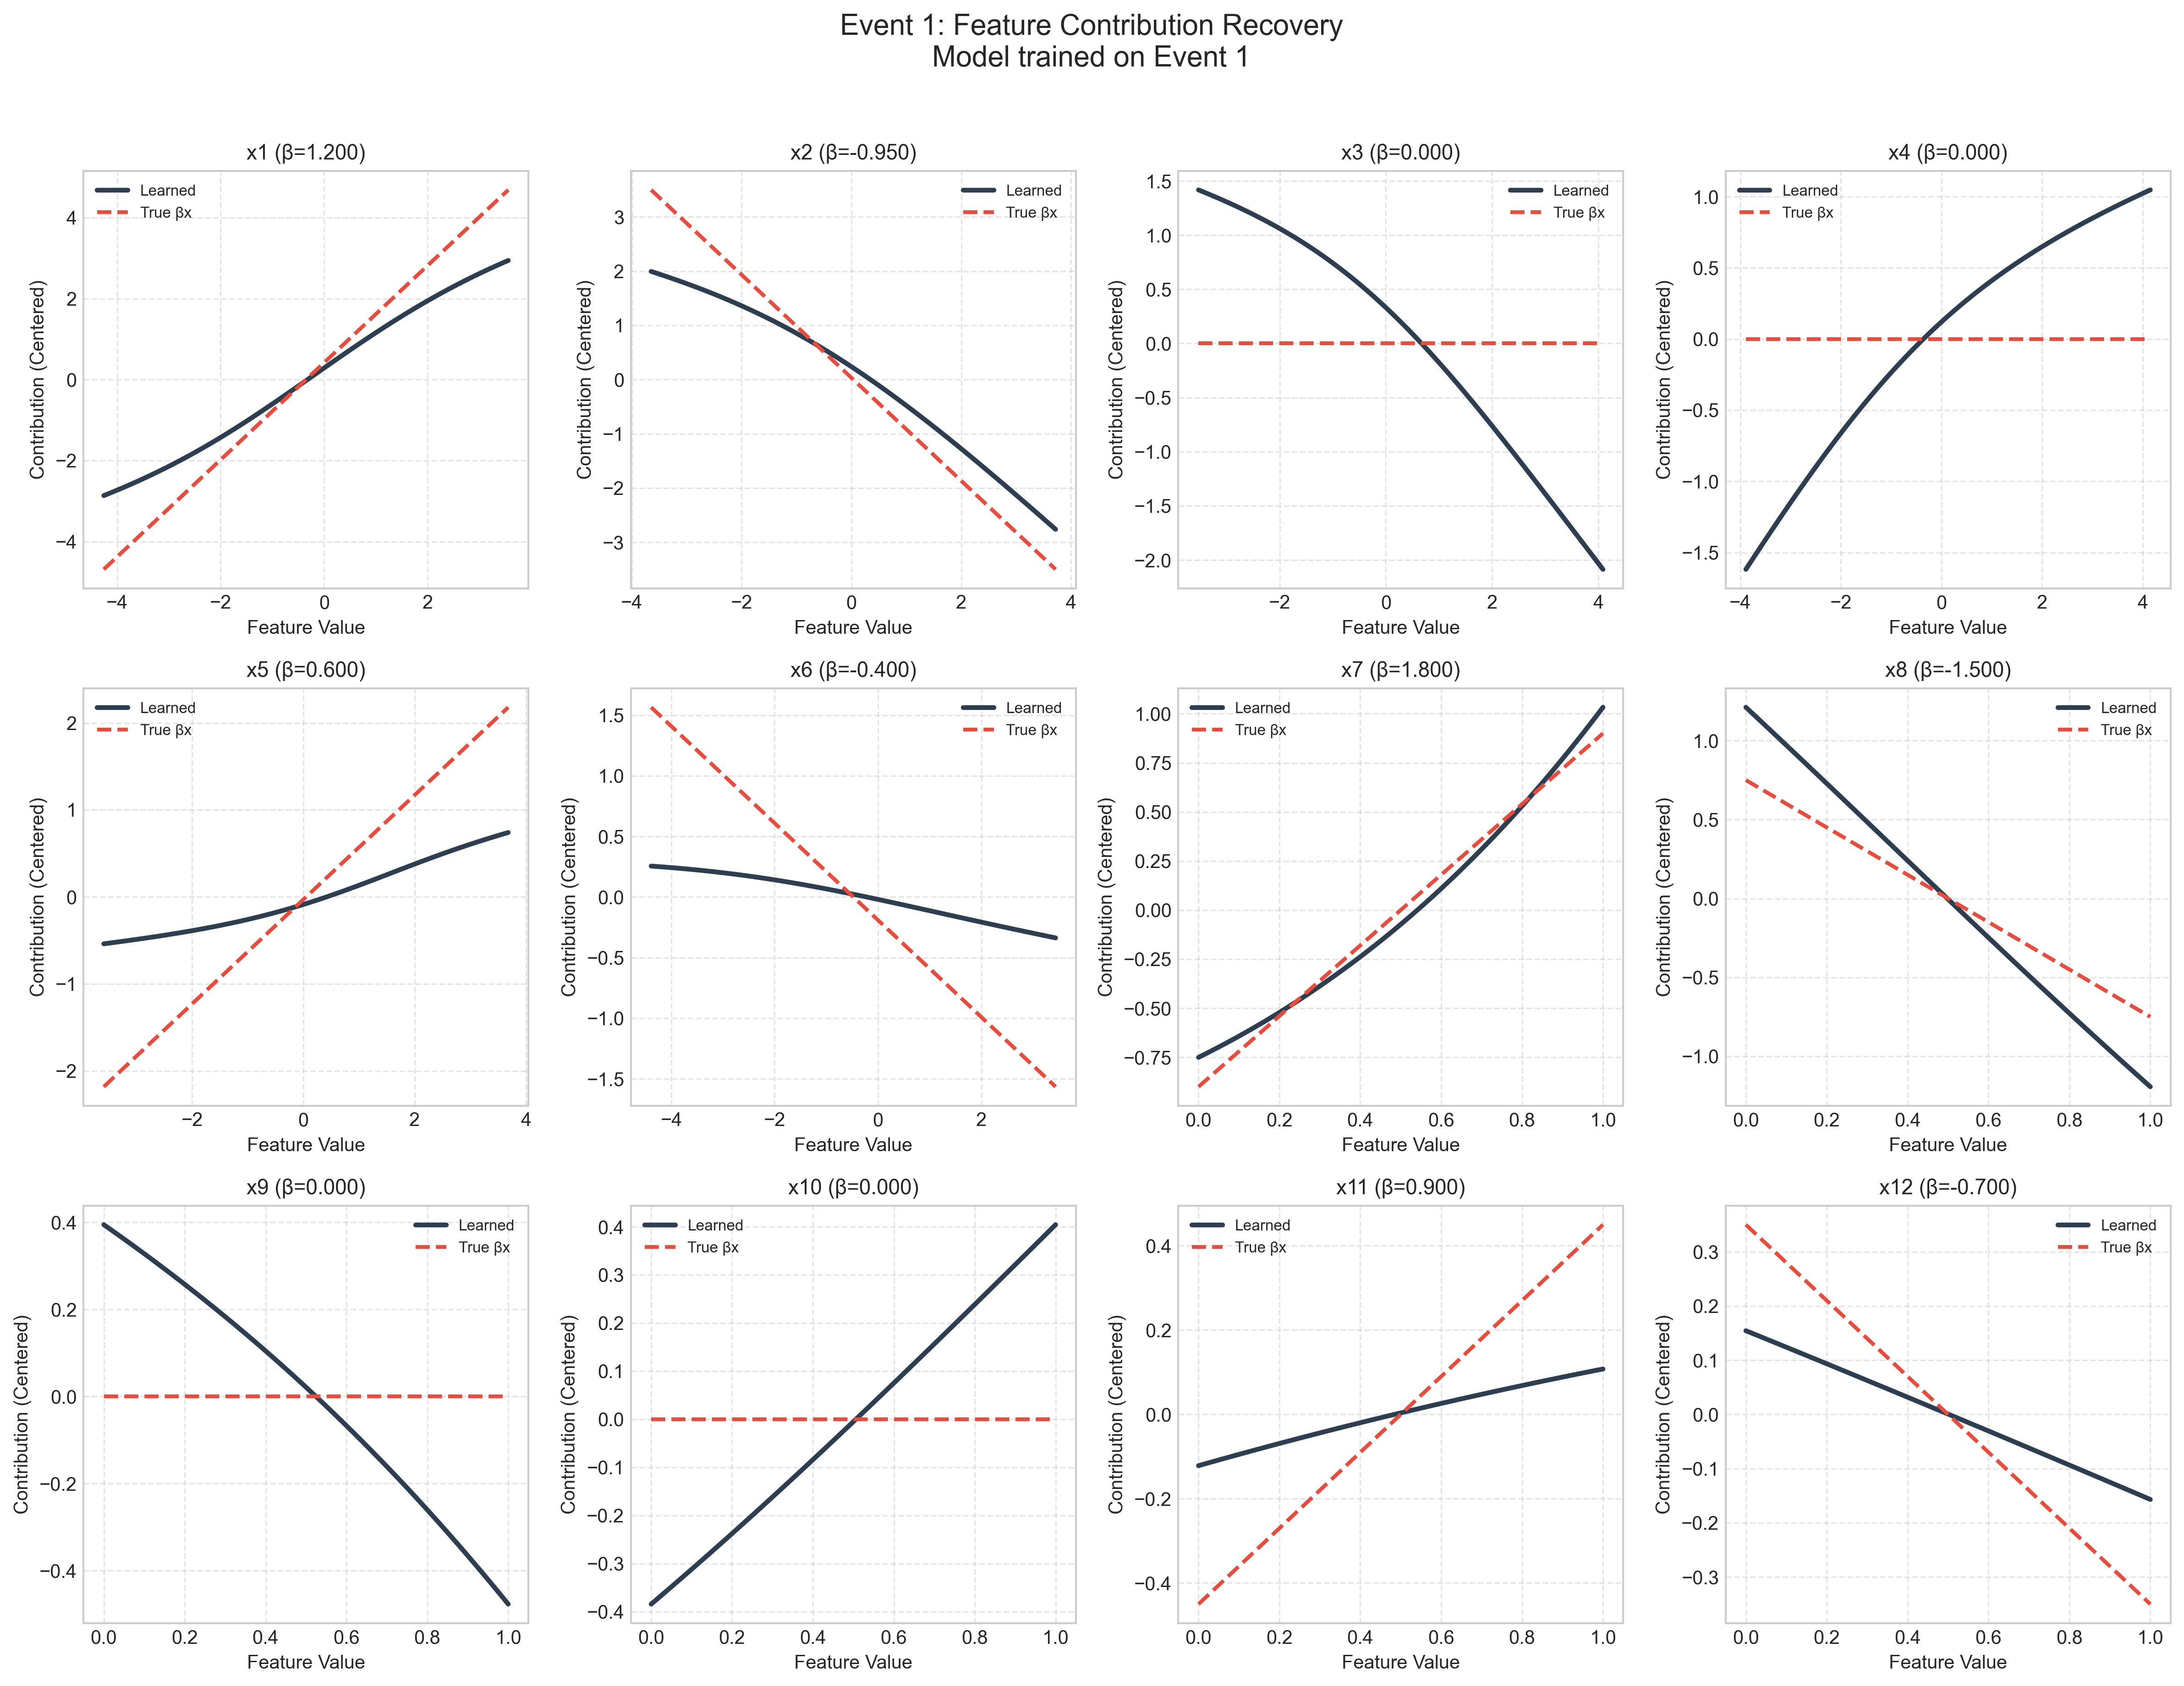 Event 1: Feature Contribution Recovery
Model trained on Event 1
x1 (β=1.200)
Learned
True βx
Contribution (Centered)
4
2
0
−2
−4
−4
−2
0
2
Feature Value
x2 (β=-0.950)
Learned
True βx
Contribution (Centered)
3
2
1
0
−1
−2
−3
−4
−2
0
2
4
Feature Value
x3 (β=0.000)
Learned
True βx
Contribution (Centered)
1.5
1.0
0.5
0.0
−0.5
−1.0
−1.5
−2.0
−2
0
2
4
Feature Value
x4 (β=0.000)
Learned
True βx
Contribution (Centered)
1.0
0.5
0.0
−0.5
−1.0
−1.5
−4
−2
0
2
4
Feature Value
x5 (β=0.600)
Learned
True βx
Contribution (Centered)
2
1
0
−1
−2
−2
0
2
4
Feature Value
x6 (β=-0.400)
Learned
True βx
Contribution (Centered)
1.5
1.0
0.5
0.0
−0.5
−1.0
−1.5
−4
−2
0
2
Feature Value
x7 (β=1.800)
Learned
True βx
Contribution (Centered)
1.00
0.75
0.50
0.25
0.00
−0.25
−0.50
−0.75
0.0
0.2
0.4
0.6
0.8
1.0
Feature Value
x8 (β=-1.500)
Learned
True βx
Contribution (Centered)
1.0
0.5
0.0
−0.5
−1.0
0.0
0.2
0.4
0.6
0.8
1.0
Feature Value
x9 (β=0.000)
Learned
True βx
Contribution (Centered)
0.4
0.2
0.0
−0.2
−0.4
0.0
0.2
0.4
0.6
0.8
1.0
Feature Value
x10 (β=0.000)
Learned
True βx
Contribution (Centered)
0.4
0.3
0.2
0.1
0.0
−0.1
−0.2
−0.3
−0.4
0.0
0.2
0.4
0.6
0.8
1.0
Feature Value
x11 (β=0.900)
Learned
True βx
Contribution (Centered)
0.4
0.2
0.0
−0.2
−0.4
0.0
0.2
0.4
0.6
0.8
1.0
Feature Value
x12 (β=-0.700)
Learned
True βx
Contribution (Centered)
0.3
0.2
0.1
0.0
−0.1
−0.2
−0.3
0.0
0.2
0.4
0.6
0.8
1.0
Feature Value